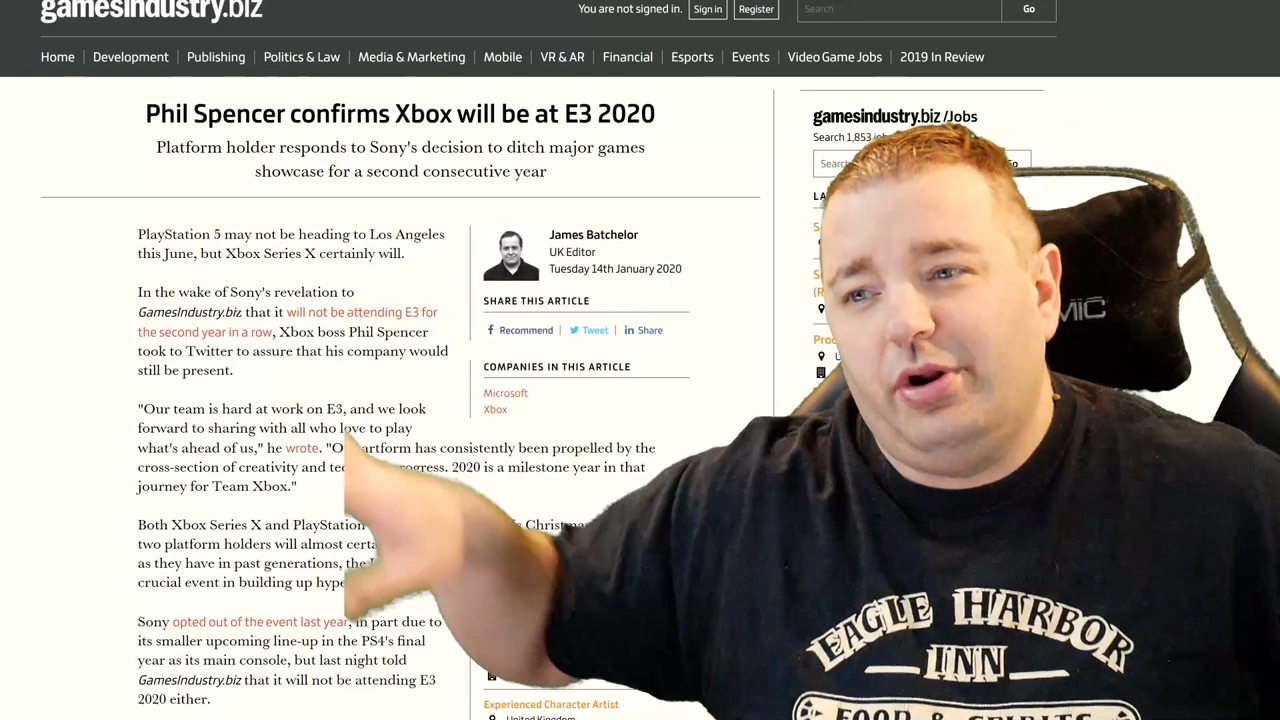 gamesindustry.biz
You are not signed in.
Sign in
Register
Search
Go
Home
Development
Publishing
Politics & Law
Media & Marketing
Mobile
VR & AR
Financial
Esports
Events
Video Game Jobs
2019 In Review
Phil Spencer confirms Xbox will be at E3 2020
Platform holder responds to Sony's decision to ditch major games
showcase for a second consecutive year
PlayStation 5 may not be heading to Los Angeles
this June, but Xbox Series X certainly will.
In the wake of Sony's revelation to
GamesIndustry.biz that it will not be attending E3 for
the second year in a row, Xbox boss Phil Spencer
took to Twitter to assure that his company would
still be present.
"Our team is hard at work on E3, and we look
forward to sharing with all who love to play
what's ahead of us," he wrote. "O artform has consistently been propelled by the
cross-section of creativity and progress. 2020 is a milestone year in that
journey for Team Xbox."
Both Xbox Series X and PlayStation Christmas
two platform holders will almost
as they have in past generations, the
crucial event in building up hype
Sony opted out of the event last year, in part due to
its smaller upcoming line-up in the PS4's final
year as its main console, but last night told
GamesIndustry.biz that it will not be attending E3
2020 either.
James Batchelor
UK Editor
Tuesday 14th January 2020
SHARE THIS ARTICLE
Recommend
Tweet
Share
COMPANIES IN THIS ARTICLE
Microsoft
Xbox
Experienced Character Artist
United Kingdom
gamesindustry.biz /Jobs
Search 1,853
Search
EAGLE HARBOR
INN
FOOD & SPIRITS